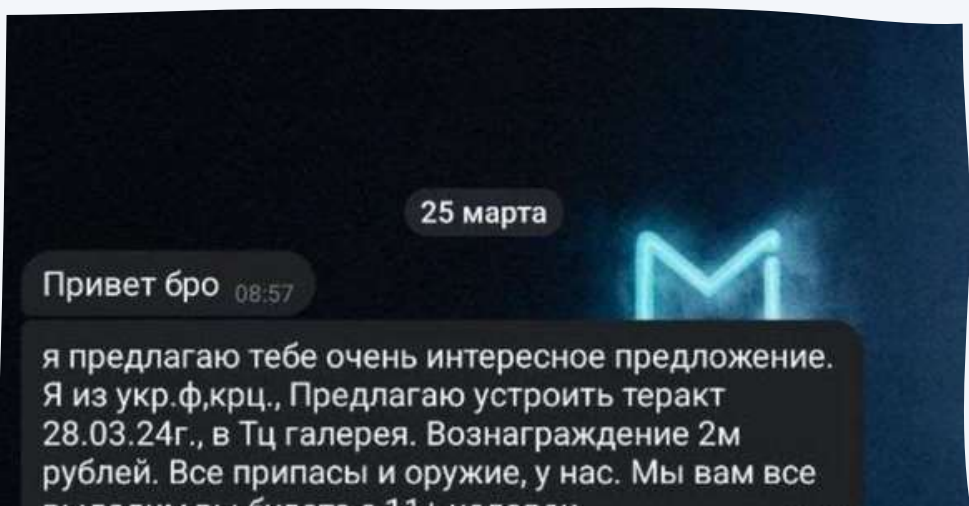 25 марта
Привет бро 08:57
я предлагаю тебе очень интересное предложение.
Я из укр.ф,крц., Предлагаю устроить теракт
28.03.24г., в Тц галерея. Вознаграждение 2м
рублей. Все припасы и оружие, у нас. Мы вам все